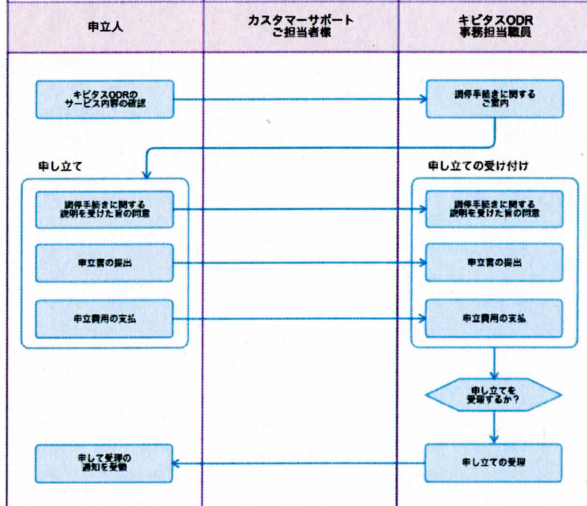 申立人
カスタマーサポート
ご担当者様
キビタスODR
事務担当職員
キビタスODRの
サービス内容の確認
調停手続きに関する
ご案内
申し立て
申し立ての受け付け
調停手続きに関する
説明を受けた旨の同意
調停手続きに関する
説明を受けた旨の同意
申立書の提出
申立書の提出
申立費用の支払
申立費用の支払
申し立てを
受理するか？
申して受理の
通知を受領
申し立ての受理